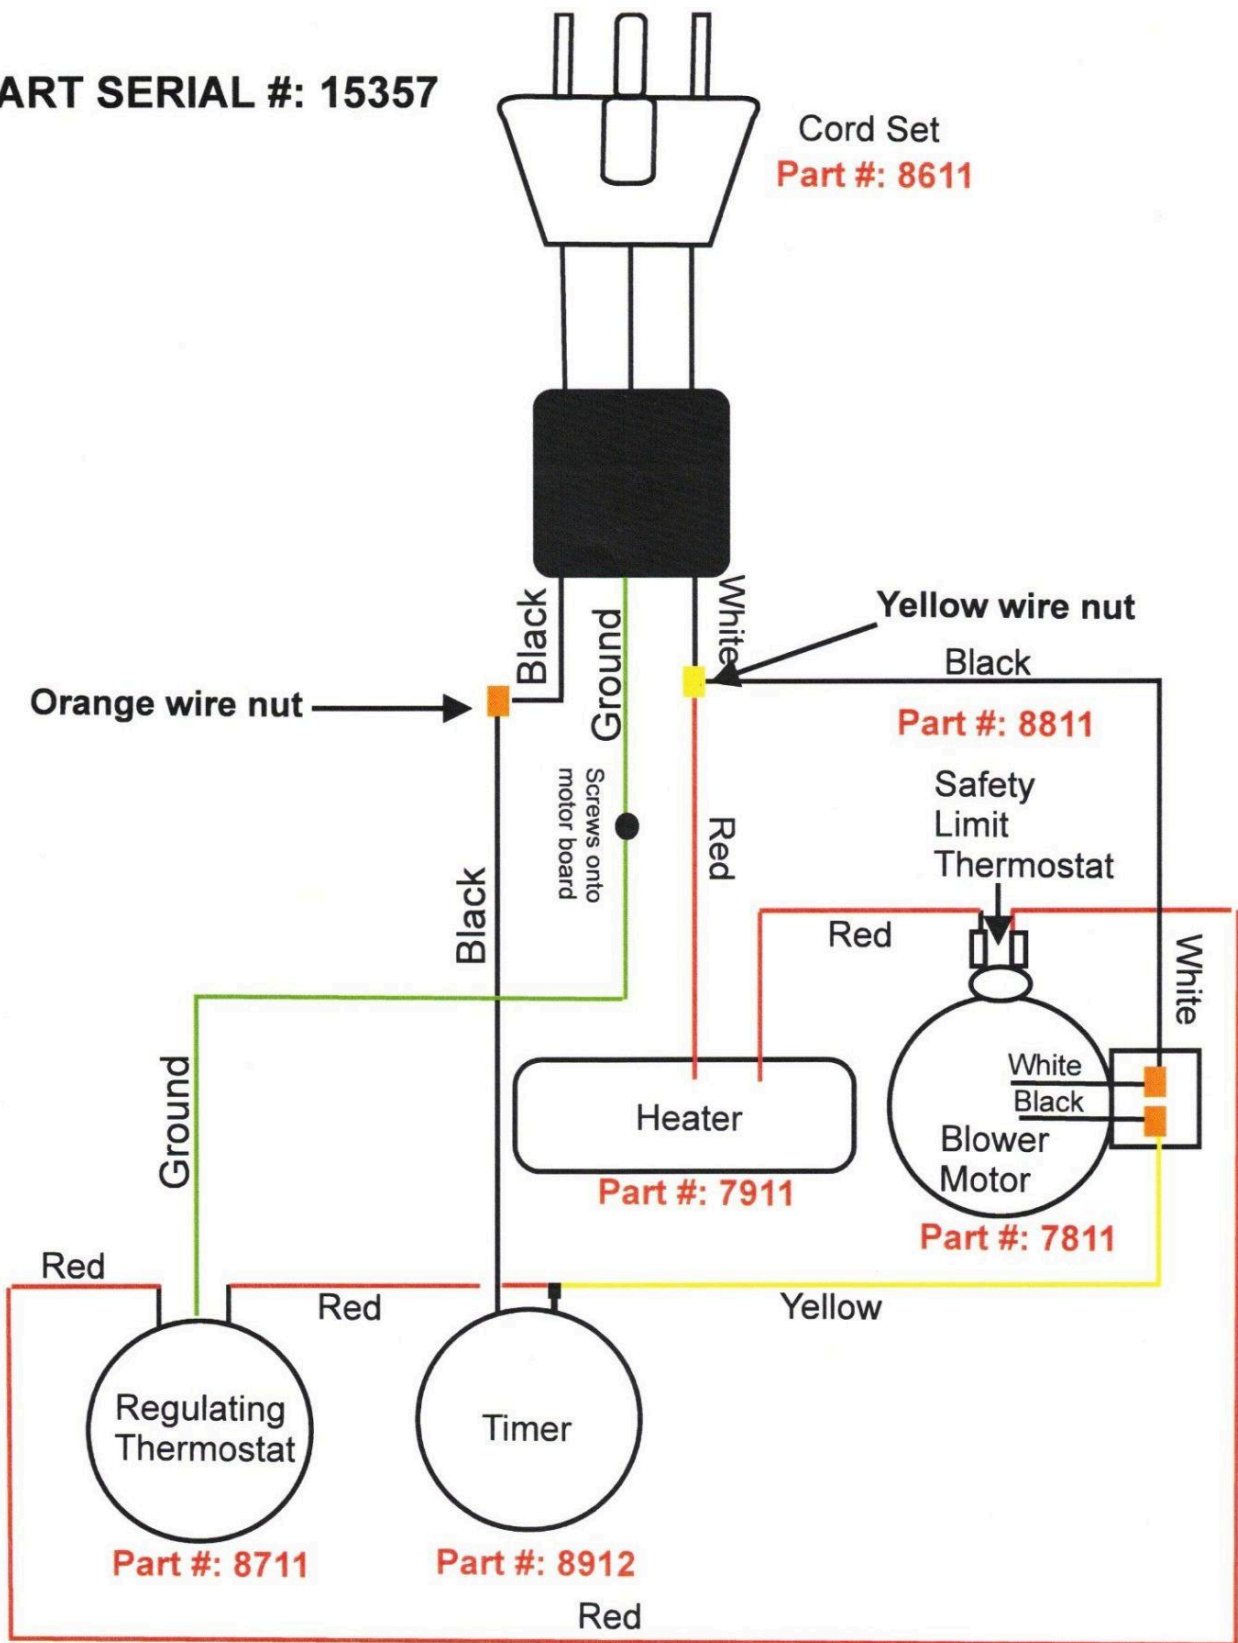 ART SERIAL #: 15357
Cord Set
Part #: 8611
Black
Ground
White
Yellow wire nut
Black
Orange wire nut
Part #: 8811
Screws onto
motor board
Safety
Limit
Thermostat
Red
Black
Red
White
Ground
Heater
White
Black
Blower
Motor
Part #: 7911
Part #: 7811
Red
Red
Yellow
Regulating
Thermostat
Timer
Part #: 8711
Part #: 8912
Red